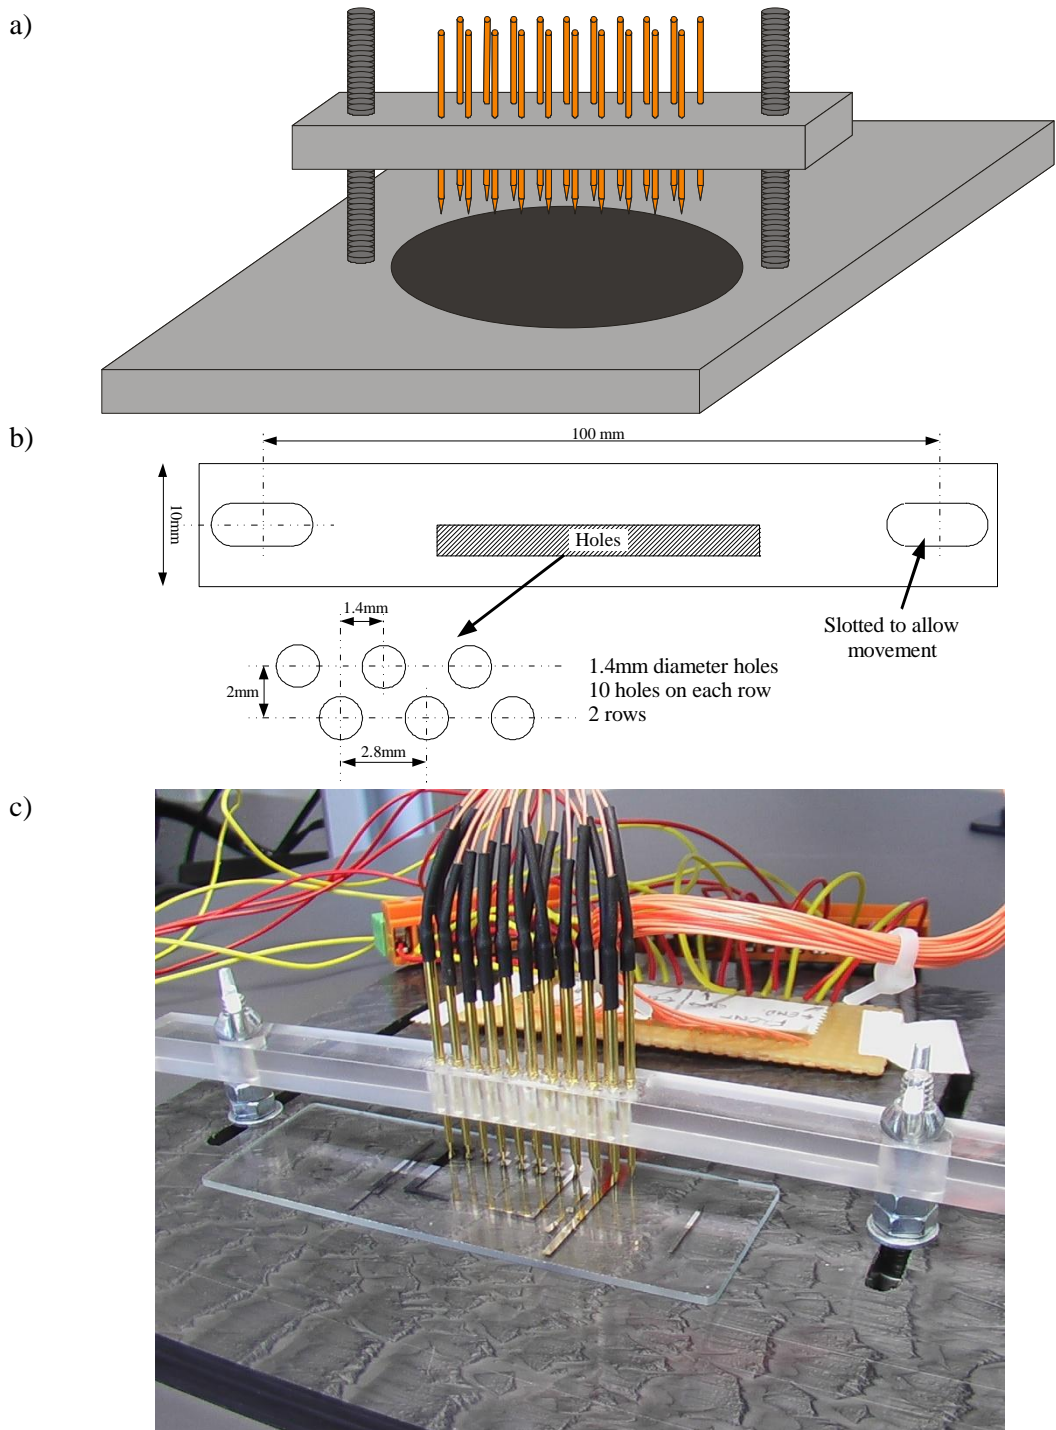 a)
b)
100 mm
10mm
Holes
1.4mm
Slotted to allow
movement
2mm
1.4mm diameter holes
10 holes on each row
2 rows
2.8mm
c)